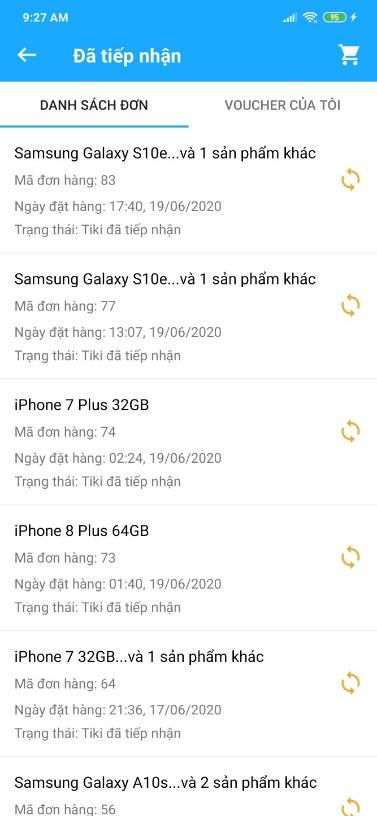 9:27 AM
95
Đã tiếp nhận
DANH SÁCH ĐƠN
VOUCHER CỦA TÔI
Samsung Galaxy S10e...và 1 sản phẩm khác
Mã đơn hàng: 83
Ngày đặt hàng: 17:40, 19/06/2020
Trạng thái: Tiki đã tiếp nhận
Samsung Galaxy S10e...và 1 sản phẩm khác
Mã đơn hàng: 77
Ngày đặt hàng: 13:07, 19/06/2020
Trạng thái: Tiki đã tiếp nhận
iPhone 7 Plus 32GB
Mã đơn hàng: 74
Ngày đặt hàng: 02:24, 19/06/2020
Trạng thái: Tiki đã tiếp nhận
iPhone 8 Plus 64GB
Mã đơn hàng: 73
Ngày đặt hàng: 01:40, 19/06/2020
Trạng thái: Tiki đã tiếp nhận
iPhone 7 32GB...và 1 sản phẩm khác
Mã đơn hàng: 64
Ngày đặt hàng: 21:36, 17/06/2020
Trạng thái: Tiki đã tiếp nhận
Samsung Galaxy A10s...và 2 sản phẩm khác
Mã đơn hàng: 56